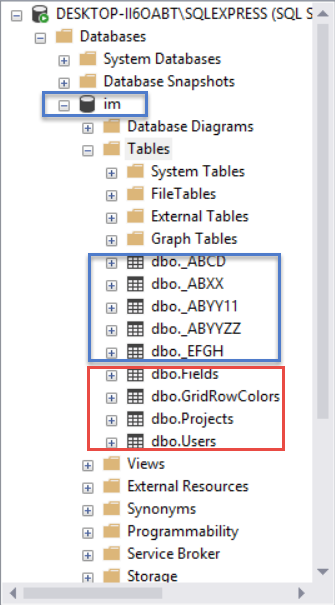 DESKTOP-II6OABT\SQLEXPRESS (SQL S
Databases
System Databases
Database Snapshots
im
Database Diagrams
Tables
System Tables
FileTables
External Tables
Graph Tables
dbo._ABCD
dbo._ABXX
dbo._ABYY11
dbo._ABYYZZ
dbo._EFGH
dbo.Fields
dbo.GridRowColors
dbo.Projects
dbo.Users
Views
External Resources
Synonyms
Programmability
Service Broker
Storage